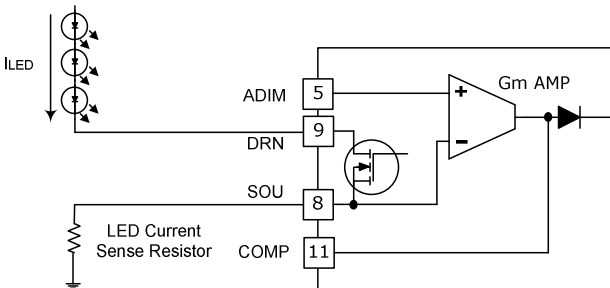 ILED
Gm AMP
ADIM
5
+
9
DRN
-
SOU
8
LED Current
Sense Resistor
COMP
11